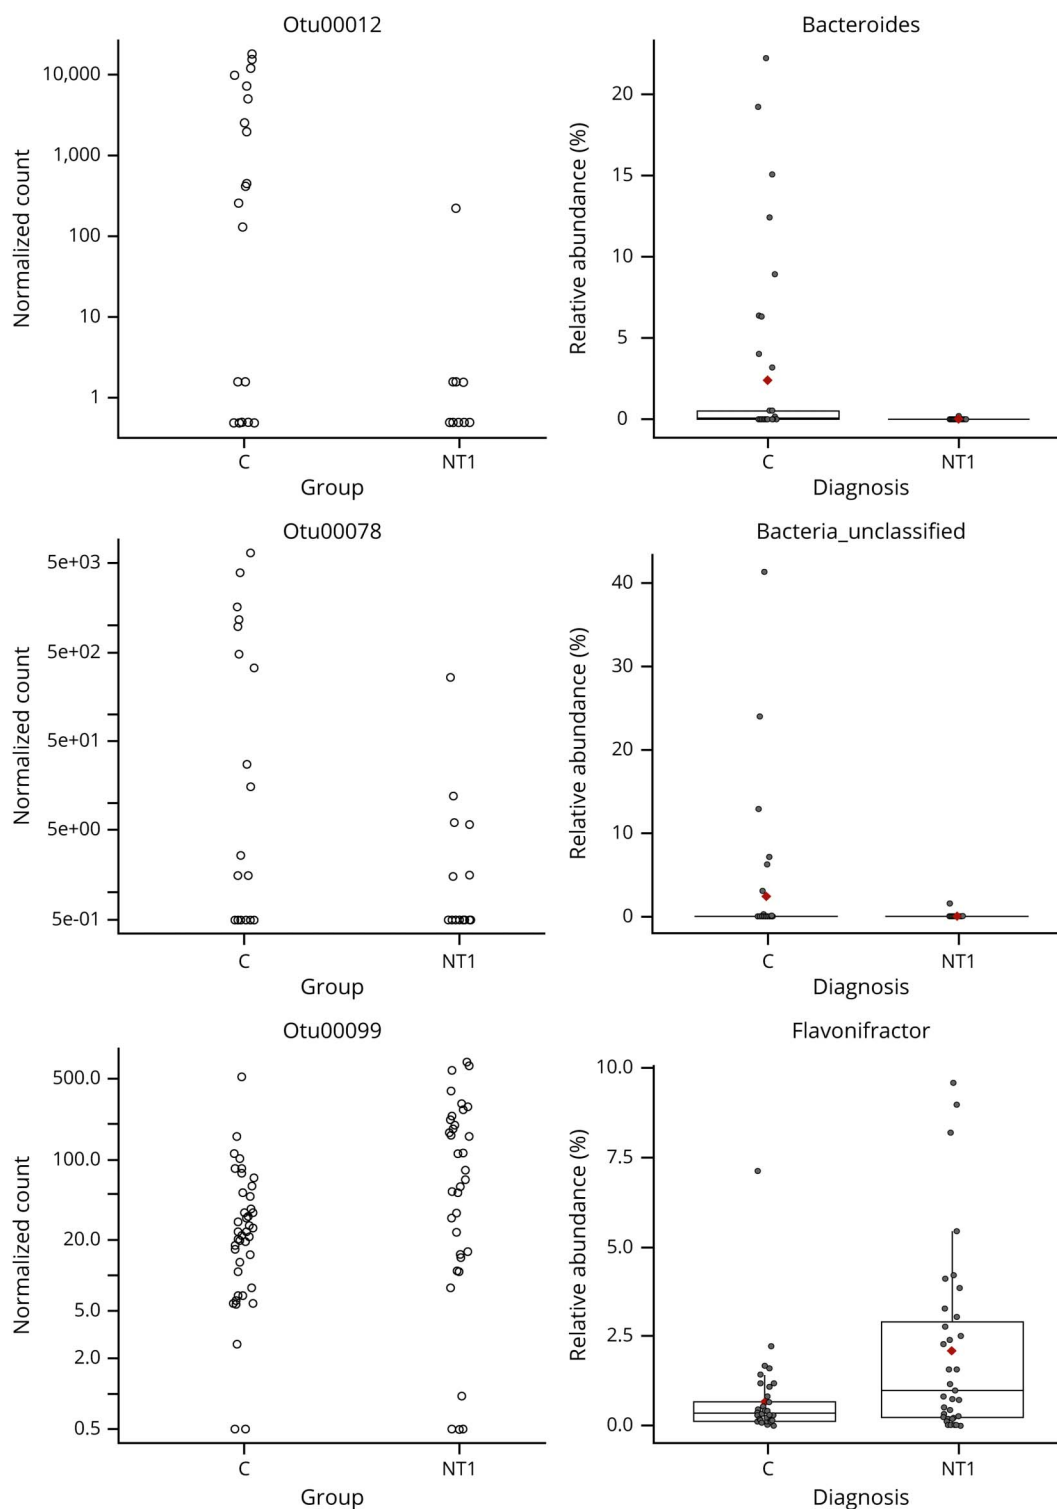 Otu00012
Normalized count
10,000
1,000
100
10
1
C
NT1
Group
Bacteroides
Relative abundance (%)
20
15
10
5
0
C
NT1
Diagnosis
Otu00078
Normalized count
5e+03
5e+02
5e+01
5e+00
5e-01
C
NT1
Group
Bacteria_unclassified
Relative abundance (%)
40
30
20
10
0
C
NT1
Diagnosis
Otu00099
Normalized count
500.0
100.0
20.0
5.0
2.0
0.5
C
NT1
Group
Flavonifractor
Relative abundance (%)
10.0
7.5
5.0
2.5
0.0
C
NT1
Diagnosis